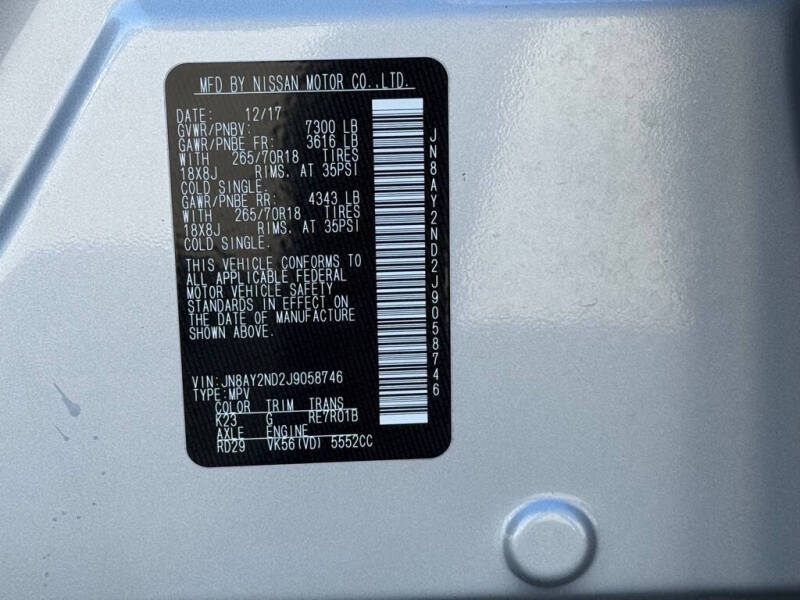 MFD BY NISSAN MOTOR CO.,LTD.
DATE: 12/17
GVWR/PNBV: 7300 LB
GAWR/PNBE FR: 3616 LB
WITH 265/70R18 TIRES
18X8J RIMS. AT 35PSI
COLD SINGLE.
GAWR/PNBE RR: 4343 LB
WITH 265/70R18 TIRES
18X8J RIMS. AT 35PSI
COLD SINGLE.
THIS VEHICLE CONFORMS TO
ALL APPLICABLE FEDERAL
MOTOR VEHICLE SAFETY
STANDARDS IN EFFECT ON
THE DATE OF MANUFACTURE
SHOWN ABOVE.
VIN: JN8AY2ND2J9058746
TYPE: MPV
COLOR TRIM TRANS
K23 G RE7R01B
AXLE ENGINE
RD29 VK56(VD) 5552CC
JN8AY2ND2J9058746